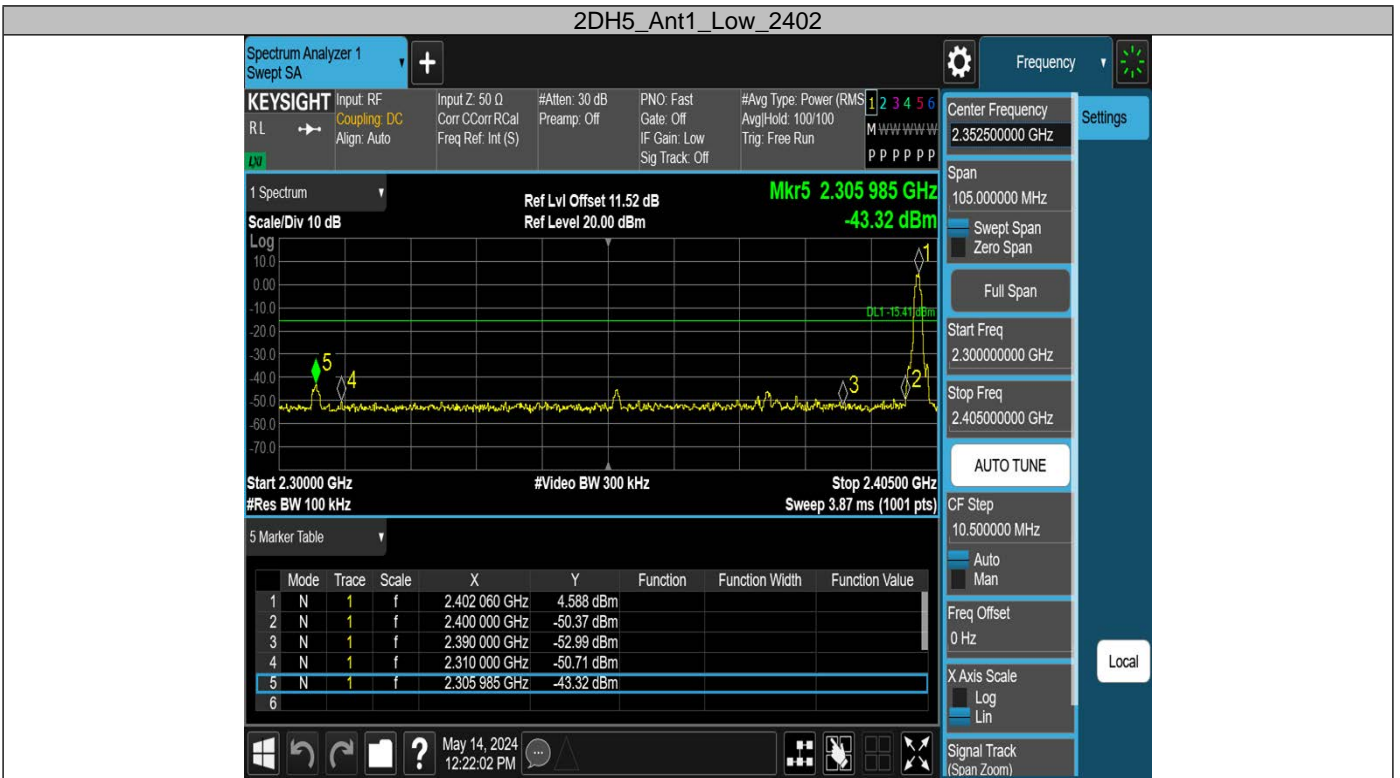 2DH5_Ant1_Low_2402
Spectrum Analyzer 1
Swept SA
+
Frequency
KEYSIGHT
RL
LXI
Input: RF
Coupling: DC
Align: Auto
Input Z: 50 Ω
Corr CCorr RCal
Freq Ref: Int (S)
#Atten: 30 dB
Preamp: Off
PNO: Fast
Gate: Off
IF Gain: Low
Sig Track: Off
#Avg Type: Power (RMS
Avg|Hold: 100/100
Trig: Free Run
1 2 3 4 5 6
M W W W W W
P P P P P P
1 Spectrum
Scale/Div 10 dB
Ref Lvl Offset 11.52 dB
Ref Level 20.00 dBm
Mkr5 2.305 985 GHz
-43.32 dBm
Log
10.0
0.00
-10.0
-20.0
-30.0
-40.0
-50.0
-60.0
-70.0
1
DL1 -15.41 dBm
5
4
3
2
Start 2.30000 GHz
#Video BW 300 kHz
Stop 2.40500 GHz
#Res BW 100 kHz
Sweep 3.87 ms (1001 pts)
5 Marker Table
Mode Trace Scale X Y Function Function Width Function Value
1 N 1 f 2.402 060 GHz 4.588 dBm
2 N 1 f 2.400 000 GHz -50.37 dBm
3 N 1 f 2.390 000 GHz -52.99 dBm
4 N 1 f 2.310 000 GHz -50.71 dBm
5 N 1 f 2.305 985 GHz -43.32 dBm
6
?
May 14, 2024
12:22:02 PM
Center Frequency
2.352500000 GHz
Settings
Span
105.000000 MHz
Swept Span
Zero Span
Full Span
Start Freq
2.300000000 GHz
Stop Freq
2.405000000 GHz
AUTO TUNE
CF Step
10.500000 MHz
Auto
Man
Freq Offset
0 Hz
Local
X Axis Scale
Log
Lin
Signal Track
(Span Zoom)